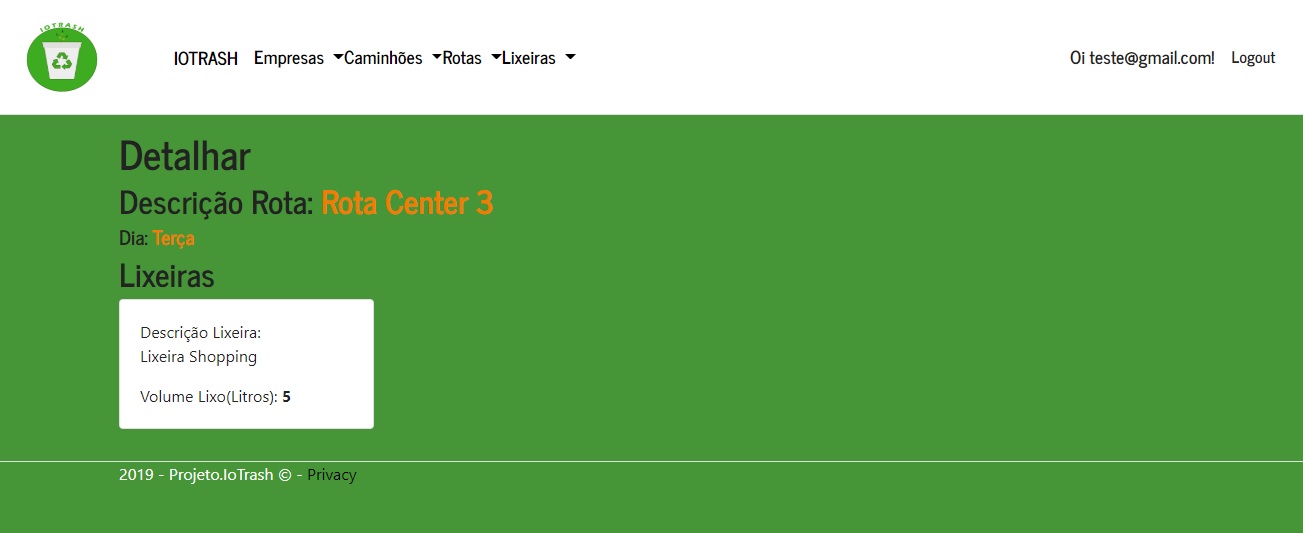 IOTRASH
IOTRASH Empresas Caminhões Rotas Lixeiras Oi teste@gmail.com! Logout
Detalhar
Descrição Rota: Rota Center 3
Dia: Terça
Lixeiras
Descrição Lixeira:
Lixeira Shopping
Volume Lixo(Litros): 5
2019 - Projeto.IoTrash © - Privacy